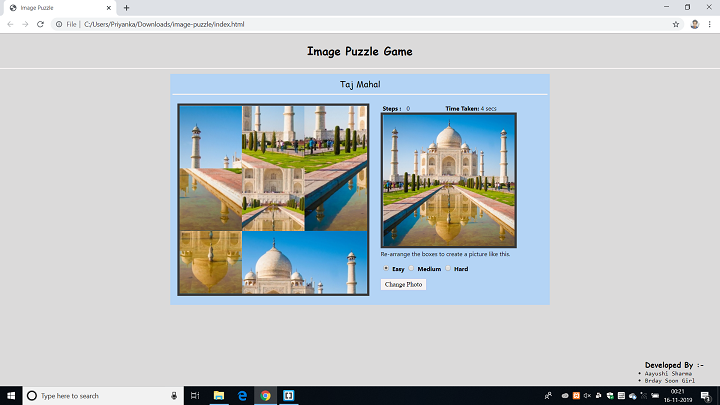 Image Puzzle
File | C:/Users/Priyanka/Downloads/image-puzzle/index.html
Image Puzzle Game
Taj Mahal
Steps : 0 Time Taken: 4 secs
Re-arrange the boxes to create a picture like this.
Easy Medium Hard
Change Photo
Developed By :-
• Aayushi Sharma
• Brday Soon Girl
Type here to search
00:21
16-11-2019